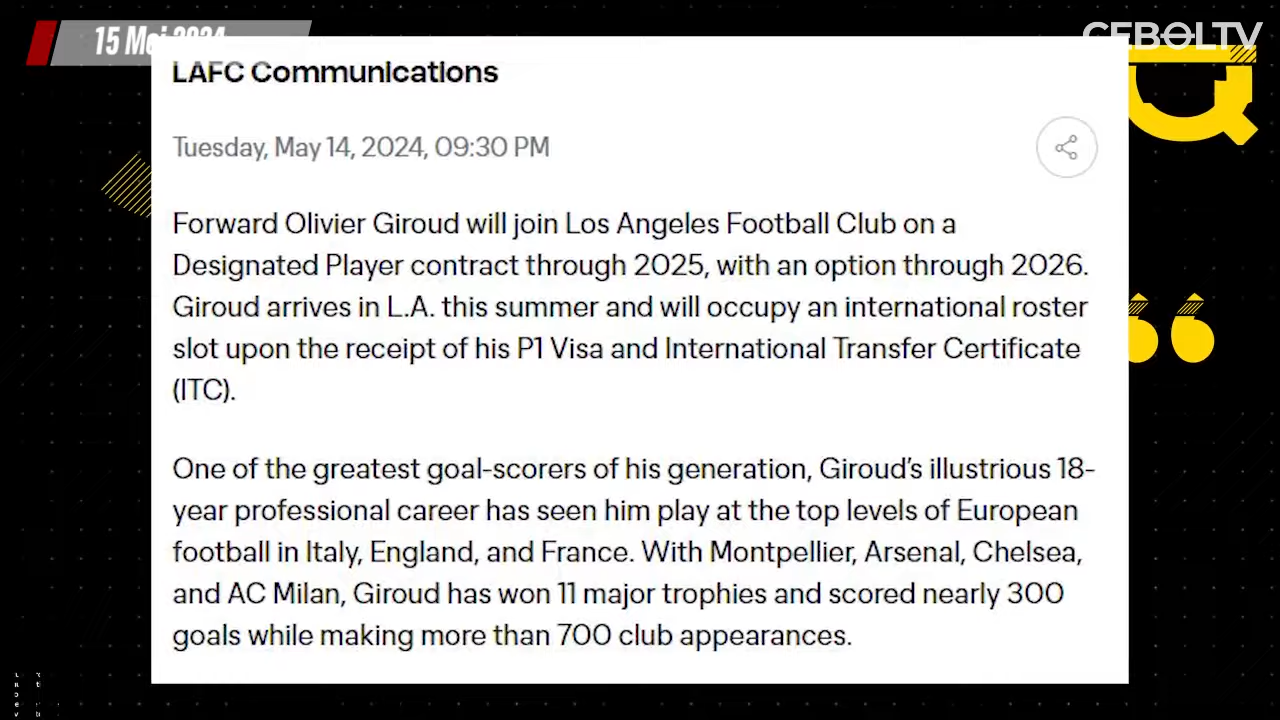 15 Mei 2024
CEBOLTV
LAFC Communications
Tuesday, May 14, 2024, 09:30 PM
Forward Olivier Giroud will join Los Angeles Football Club on a
Designated Player contract through 2025, with an option through 2026.
Giroud arrives in L.A. this summer and will occupy an international roster
slot upon the receipt of his P1 Visa and International Transfer Certificate
(ITC).
One of the greatest goal-scorers of his generation, Giroud’s illustrious 18-
year professional career has seen him play at the top levels of European
football in Italy, England, and France. With Montpellier, Arsenal, Chelsea,
and AC Milan, Giroud has won 11 major trophies and scored nearly 300
goals while making more than 700 club appearances.